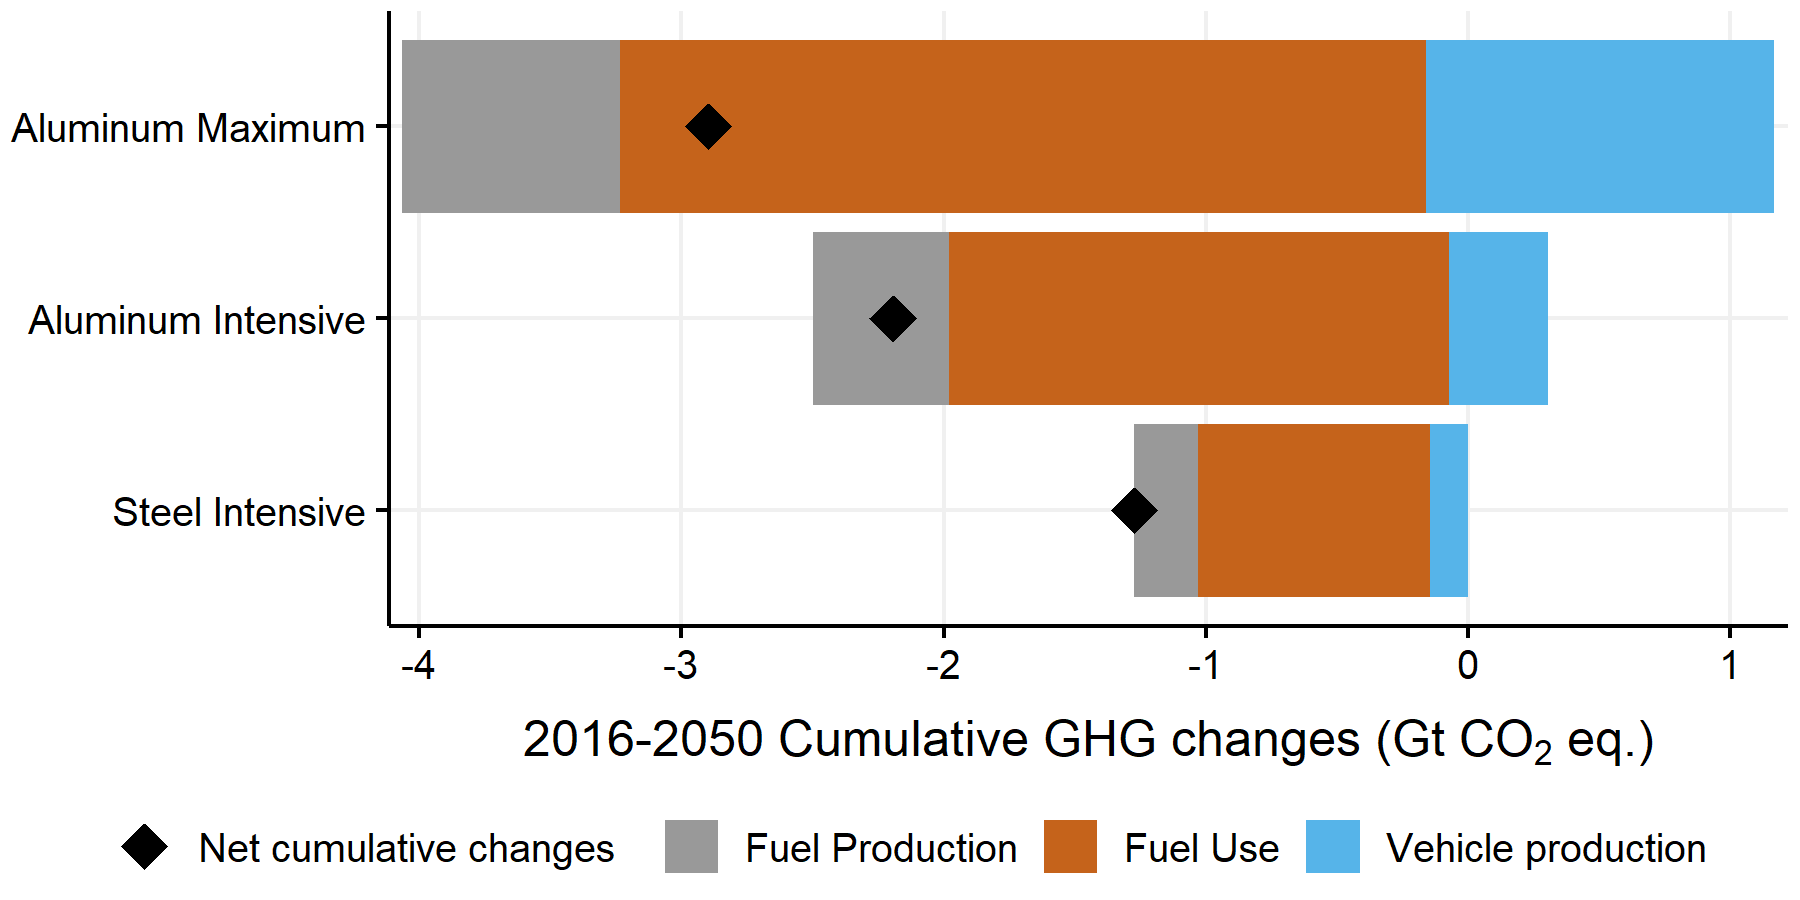 Aluminum Maximum
Aluminum Intensive
Steel Intensive
-4 -3 -2 -1 0 1
2016-2050 Cumulative GHG changes (Gt CO₂ eq.)
Net cumulative changes Fuel Production Fuel Use Vehicle production